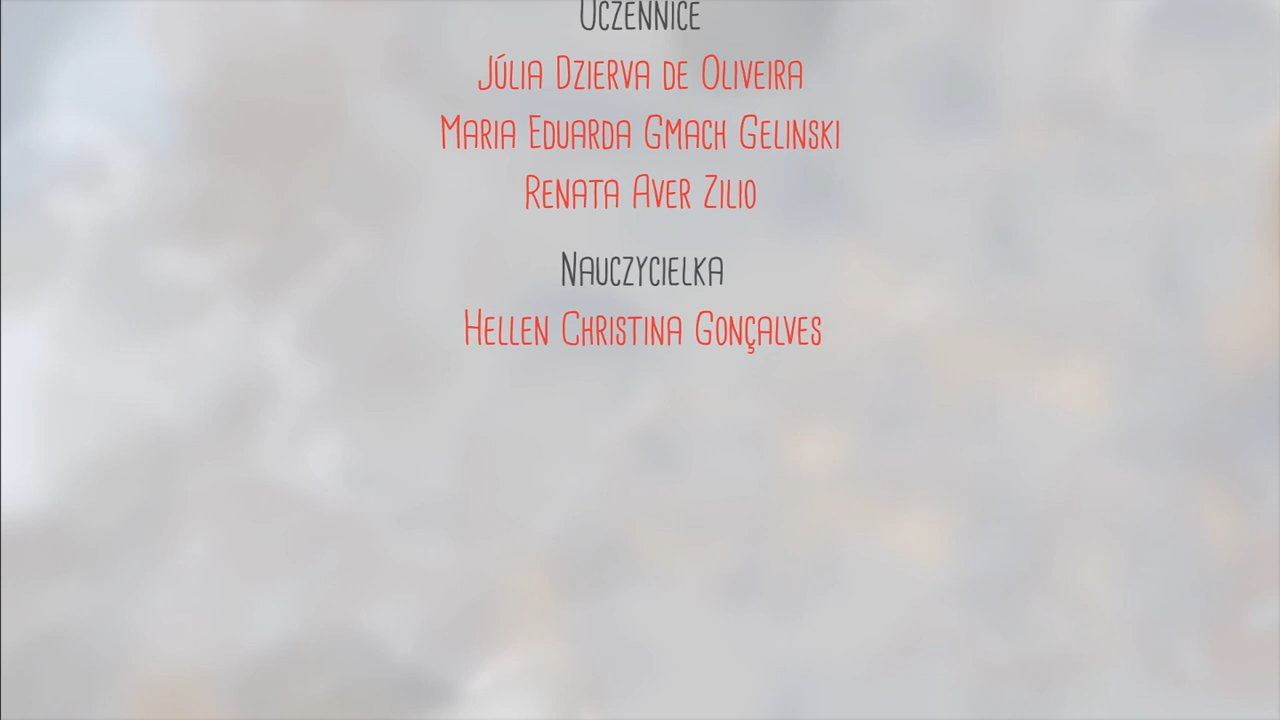 Uczennice
Júlia Dzierva de Oliveira
Maria Eduarda Gmach Gelinski
Renata Aver Zilio
Nauczycielka
Hellen Christina Gonçalves